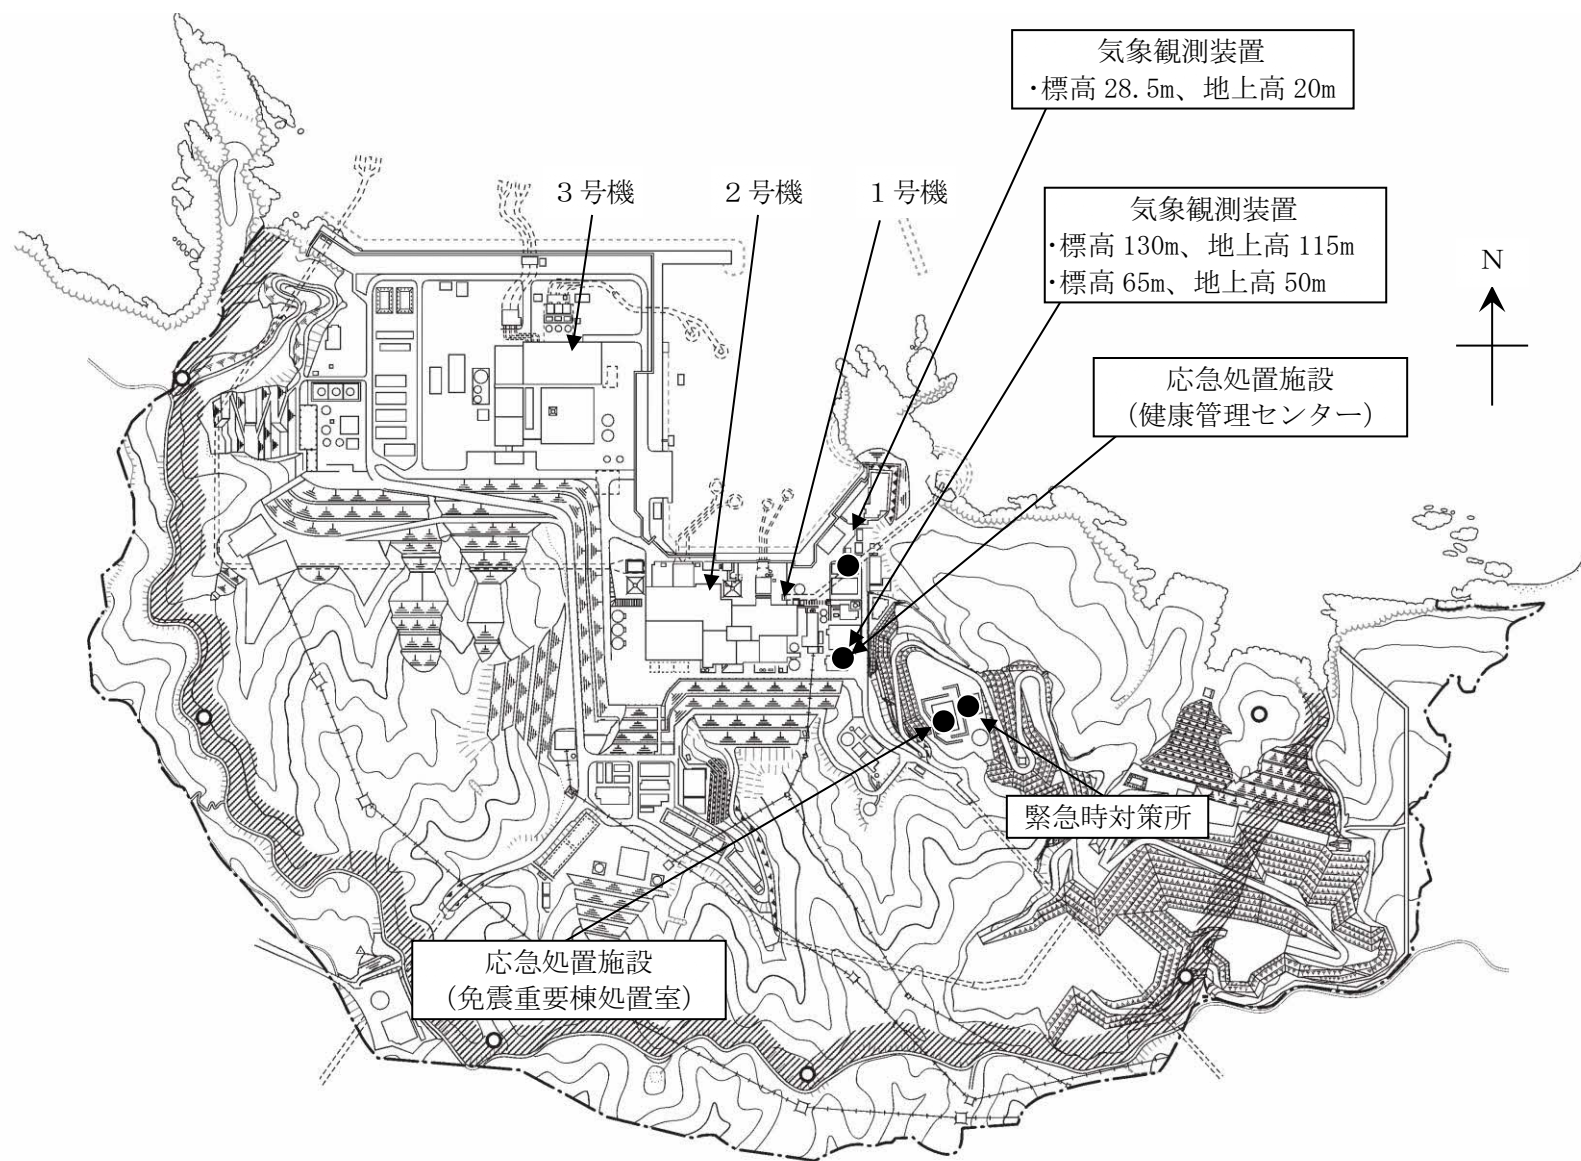 気象観測装置
・標高 28.5m、地上高 20m
3号機
2号機
1号機
気象観測装置
・標高 130m、地上高 115m
・標高 65m、地上高 50m
N
応急処置施設
(健康管理センター)
緊急時対策所
応急処置施設
(免震重要棟処置室)